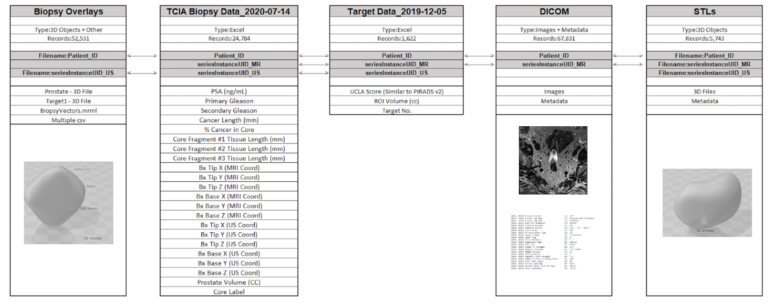 Biopsy Overlays
Type:3D Objects + Other
Records:52,531
Filename:Patient_ID
Filename:seriesInstanceUID_US
Prostate - 3D File
Target1 - 3D File
BiopsyVectors.mrml
Multiple csv
TCIA Biopsy Data_2020-07-14
Type:Excel
Records:24,784
Patient_ID
seriesInstanceUID_MR
seriesInstanceUID_US
PSA (ng/mL)
Primary Gleason
Secondary Gleason
Cancer Length (mm)
% Cancer in Core
Core Fragment #1 Tissue Length (mm)
Core Fragment #2 Tissue Length (mm)
Core Fragment #3 Tissue Length (mm)
Bx Tip X (MRI Coord)
Bx Tip Y (MRI Coord)
Bx Tip Z (MRI Coord)
Bx Base X (MRI Coord)
Bx Base Y (MRI Coord)
Bx Base Z (MRI Coord)
Bx Tip X (US Coord)
Bx Tip Y (US Coord)
Bx Tip Z (US Coord)
Bx Base X (US Coord)
Bx Base Y (US Coord)
Bx Base Z (US Coord)
Prostate Volume (CC)
Core Label
Target Data_2019-12-05
Type:Excel
Records:1,622
Patient_ID
seriesInstanceUID_MR
seriesInstanceUID_US
UCLA Score (Similar to PIRADS v2)
ROI Volume (cc)
Target No.
DICOM
Type:Images + Metadata
Records:67,831
Patient_ID
seriesInstanceUID_MR
Images
Metadata
STLs
Type:3D Objects
Records:5,743
Filename:Patient_ID
Filename:seriesInstanceUID_MR
Filename:seriesInstanceUID_US
3D Files
Metadata